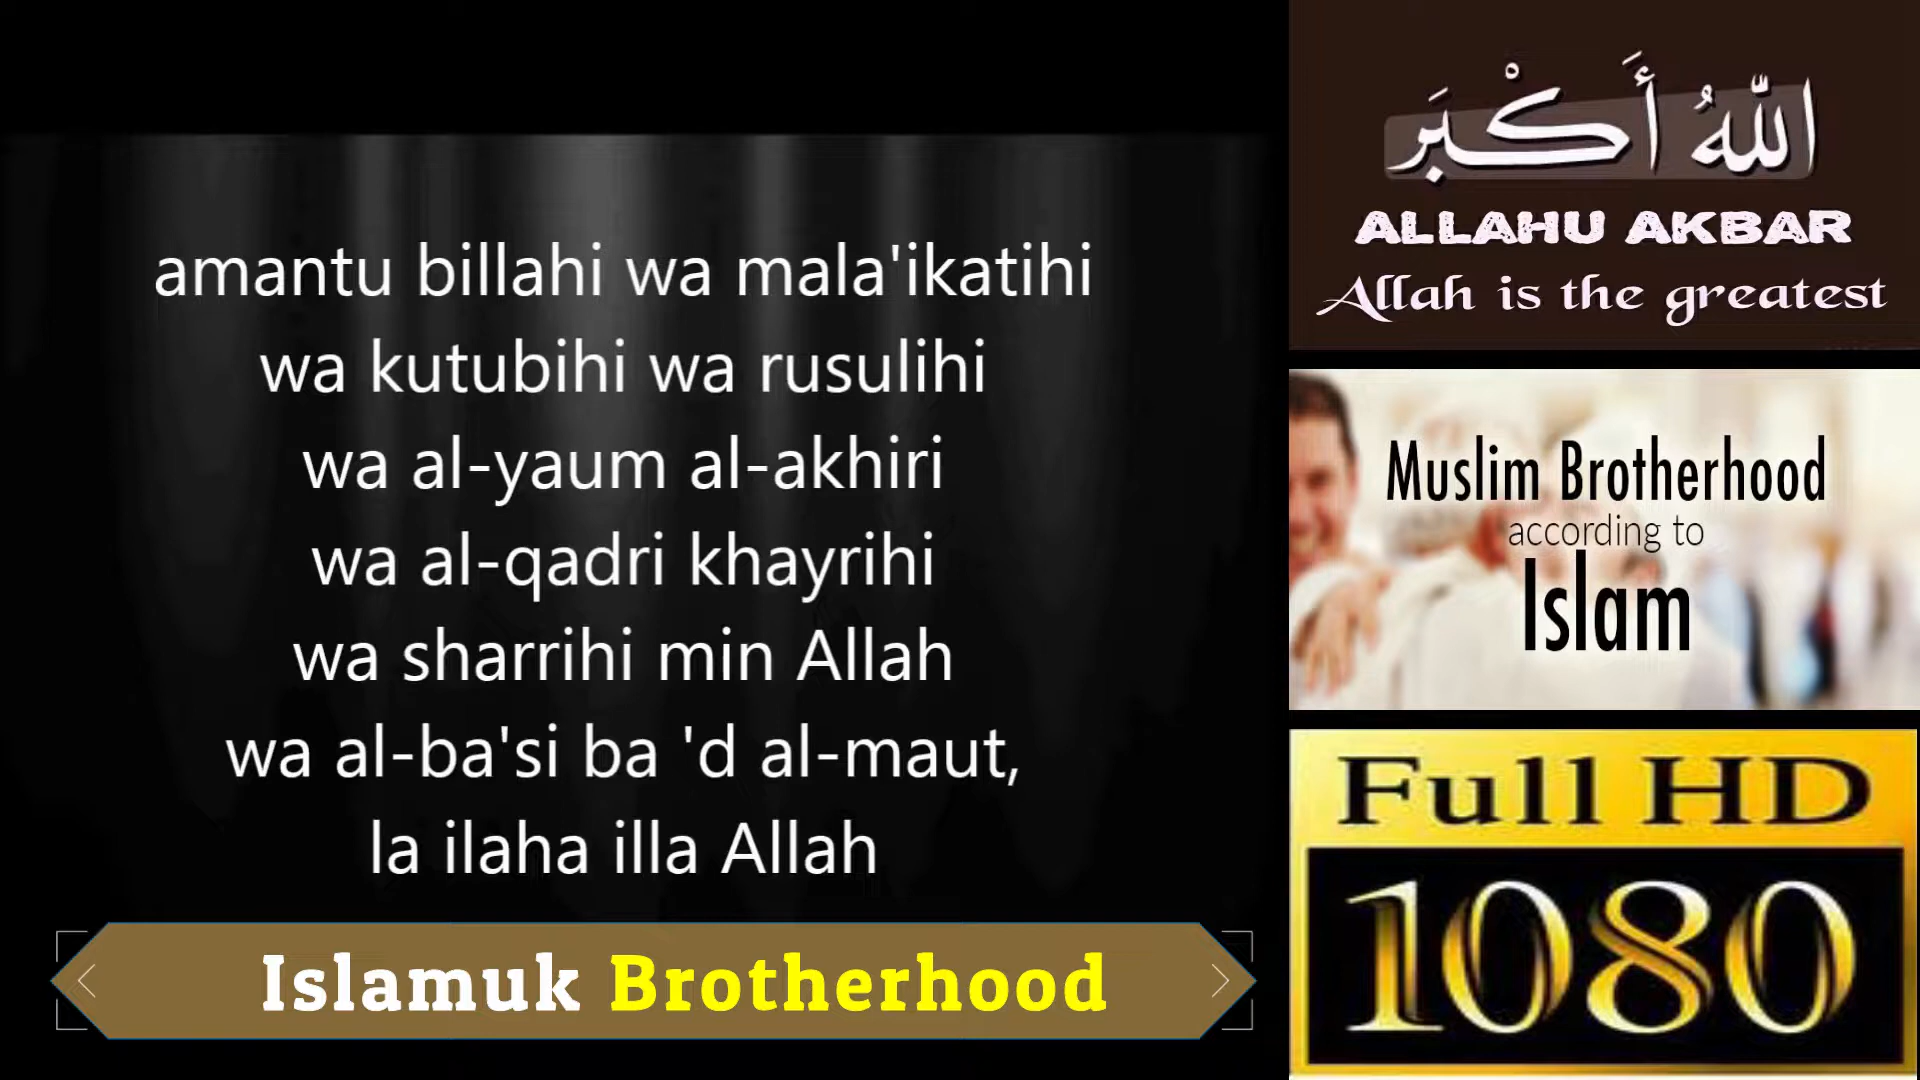 amantu billahi wa mala'ikatihi
wa kutubihi wa rusulihi
wa al-yaum al-akhiri
wa al-qadri khayrihi
wa sharrihi min Allah
wa al-ba'si ba 'd al-maut,
la ilaha illa Allah
Islamuk Brotherhood
اللهُ أَكْبَر
ALLAHU AKBAR
Allah is the greatest
Muslim Brotherhood
according to
Islam
Full HD
1080